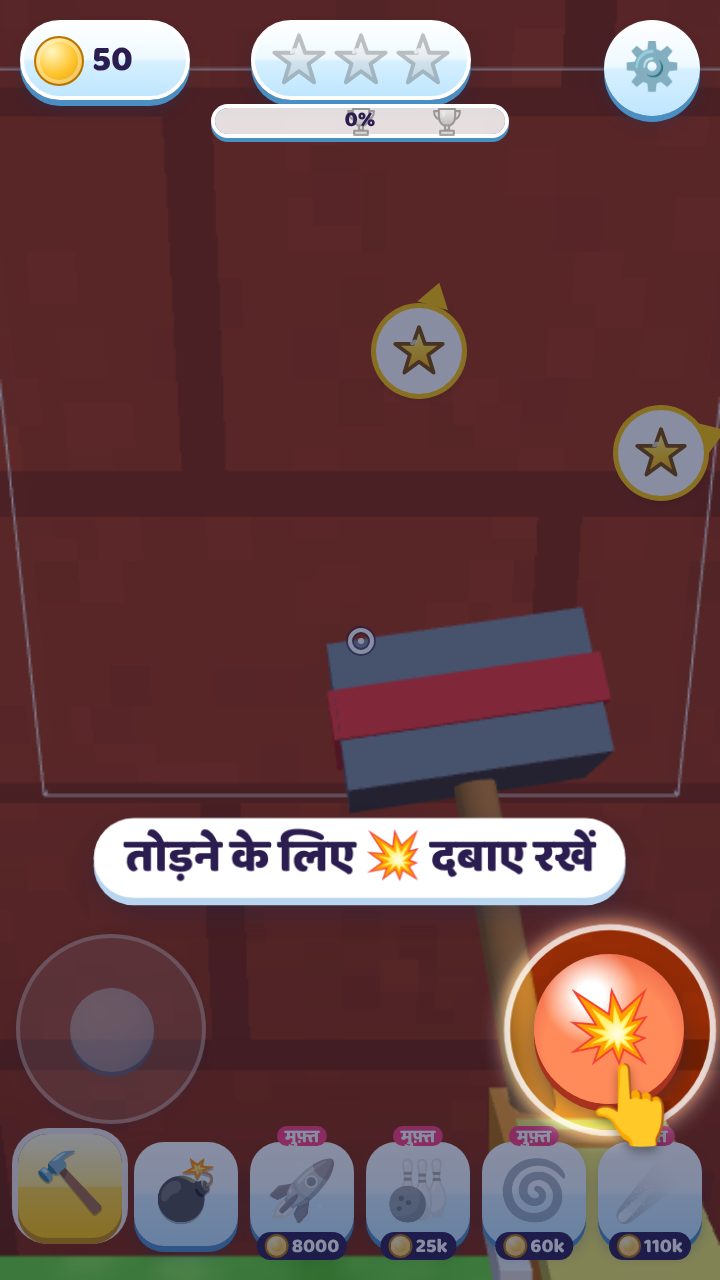 50
0%
तोड़ने के लिए 💥 दबाए रखें
मुफ़्त मुफ़्त मुफ़्त
8000 25k 60k 110k